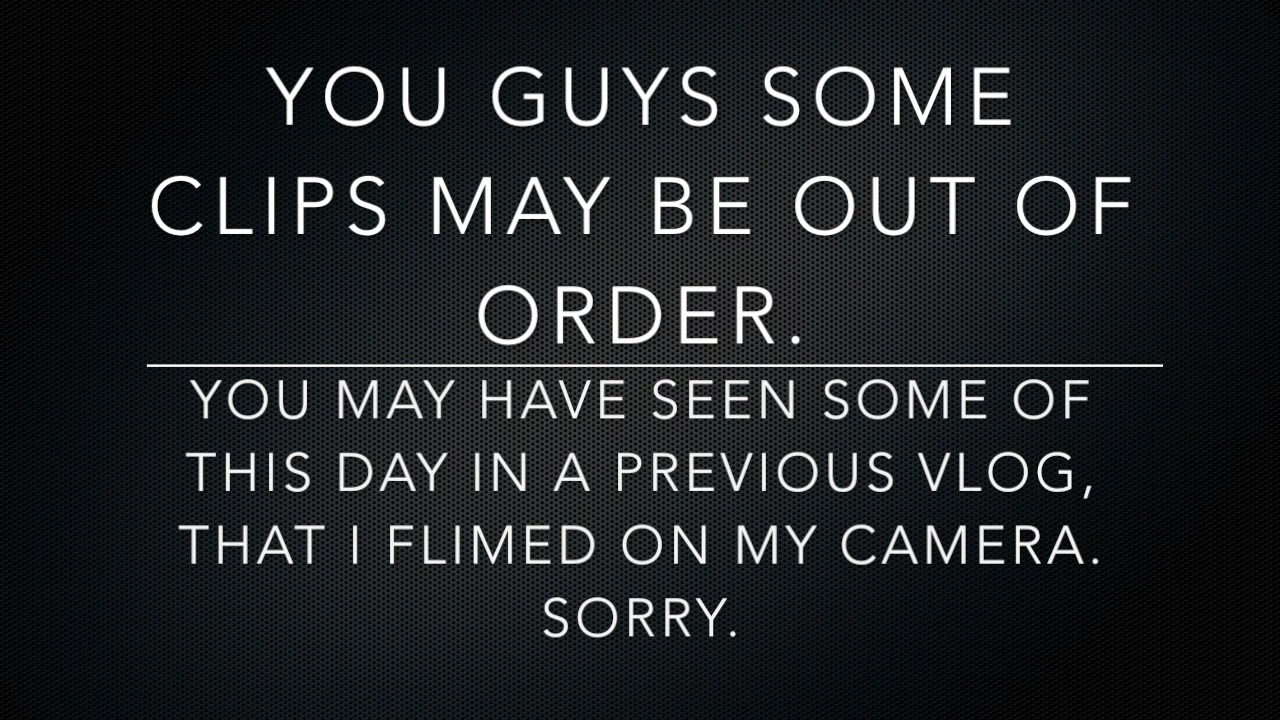 YOU GUYS SOME
CLIPS MAY BE OUT OF
ORDER.
YOU MAY HAVE SEEN SOME OF
THIS DAY IN A PREVIOUS VLOG,
THAT I FLIMED ON MY CAMERA.
SORRY.